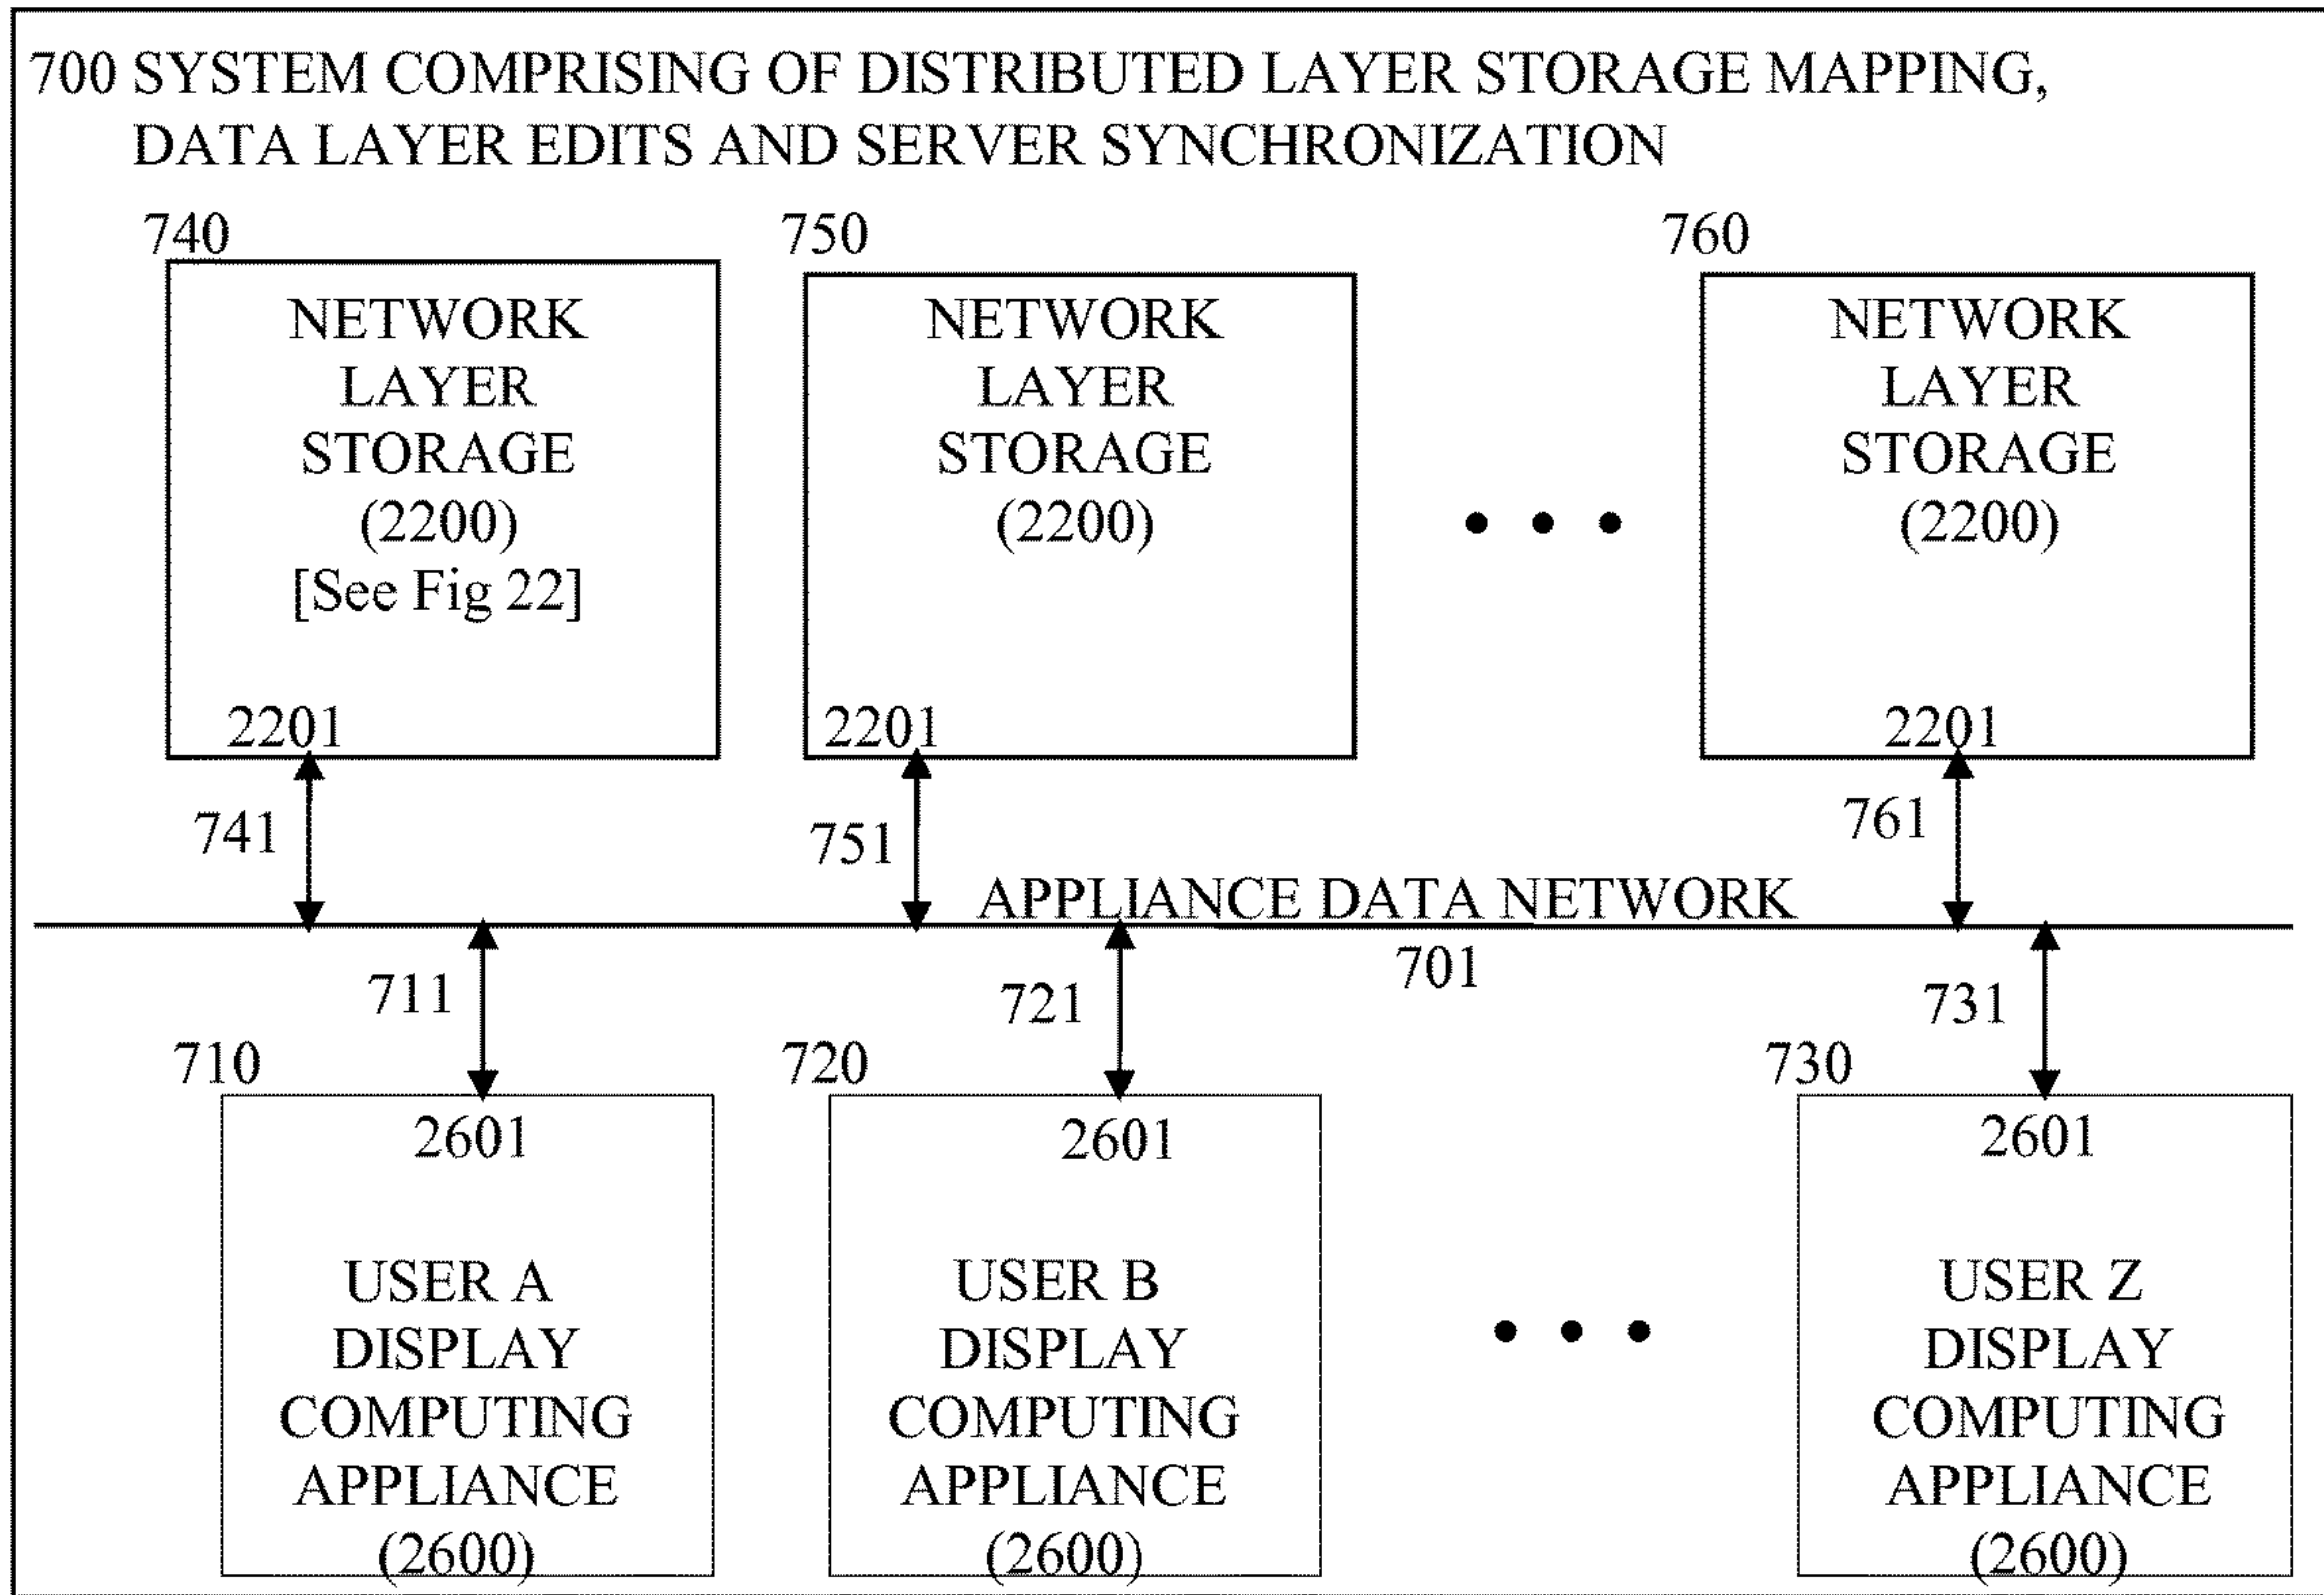 700 SYSTEM COMPRISING OF DISTRIBUTED LAYER STORAGE MAPPING,
DATA LAYER EDITS AND SERVER SYNCHRONIZATION
740
NETWORK
LAYER
STORAGE
(2200)
[See Fig 22]
2201
741
750
NETWORK
LAYER
STORAGE
(2200)
2201
751
760
NETWORK
LAYER
STORAGE
(2200)
2201
761
APPLIANCE DATA NETWORK
701
711
710
2601
USER A
DISPLAY
COMPUTING
APPLIANCE
(2600)
721
720
2601
USER B
DISPLAY
COMPUTING
APPLIANCE
(2600)
731
730
2601
USER Z
DISPLAY
COMPUTING
APPLIANCE
(2600)